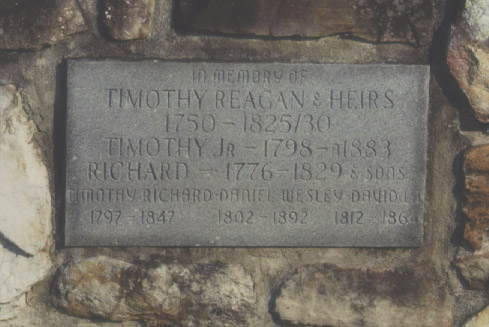 IN MEMORY OF
TIMOTHY REAGAN & HEIRS
1750 - 1825/30
TIMOTHY, JR - 1798 - 1883
RICHARD - 1776 - 1829 & SONS
TIMOTHY-RICHARD-DANIEL WESLEY-DAVID
1797 - 1847 1802 - 1892 1812 - 186